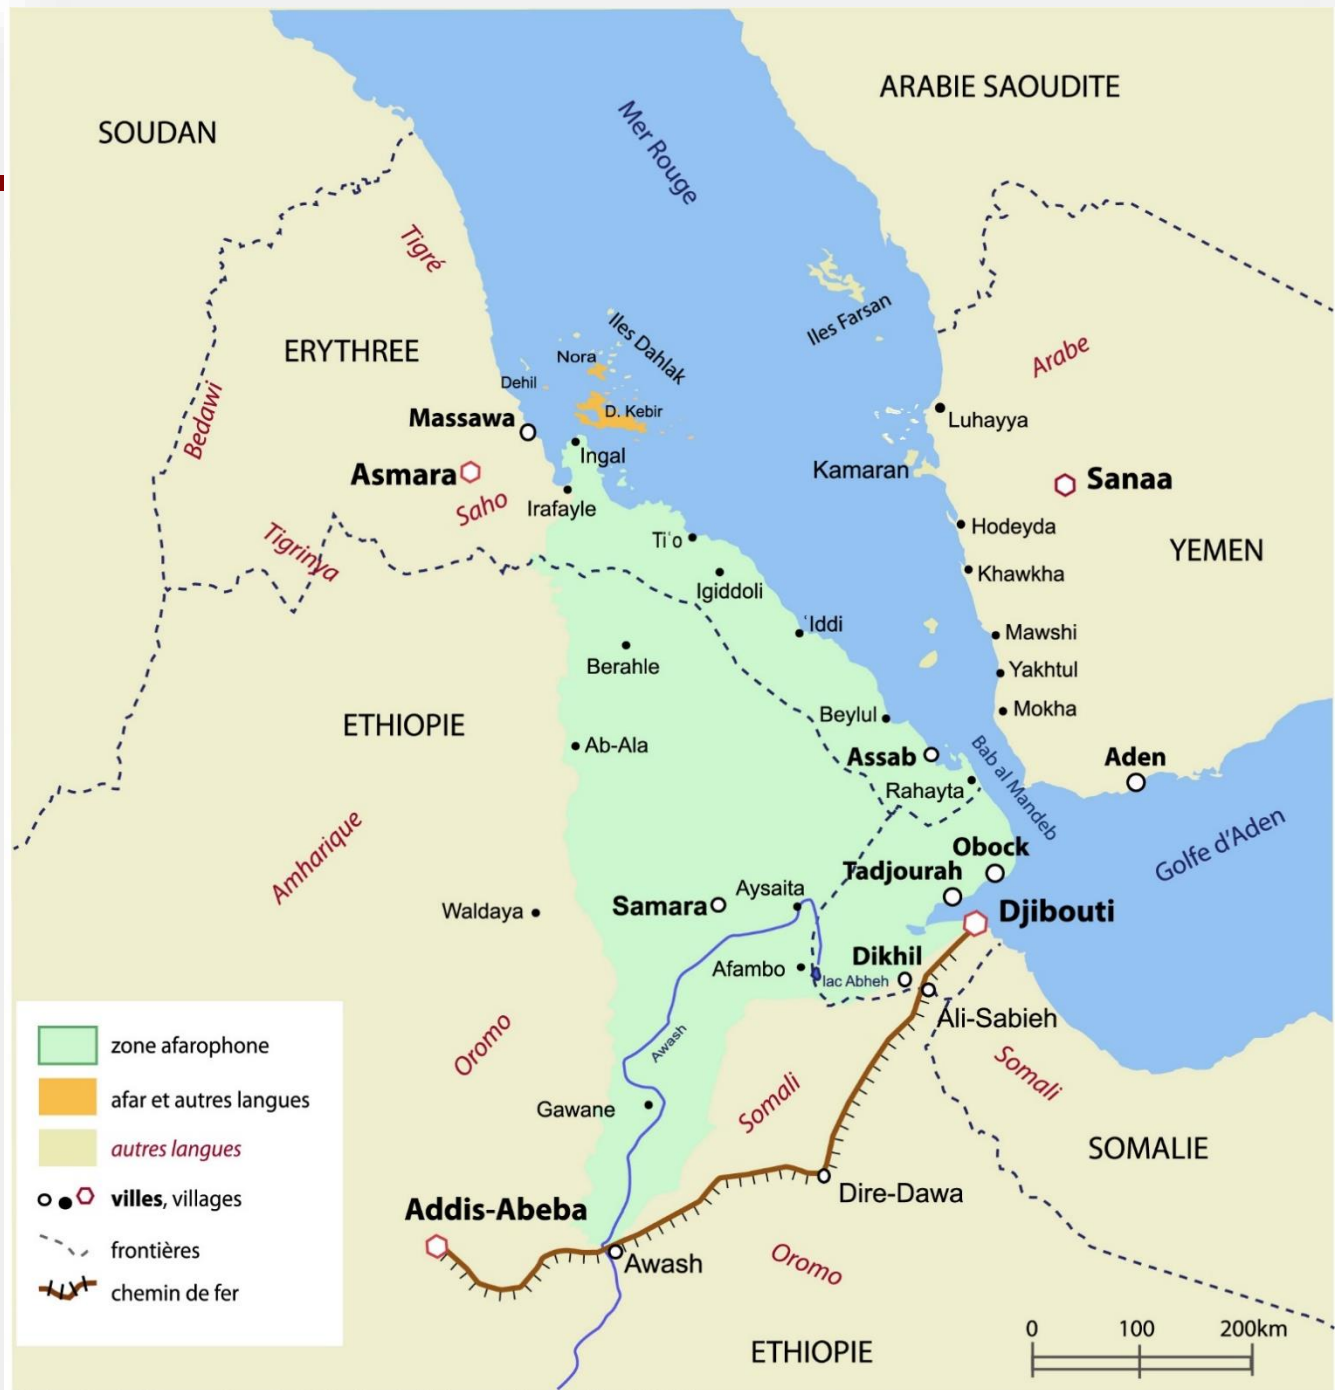 ARABIE SAOUDITE
SOUDAN
Mer Rouge
Tigré
Iles Farsan
Iles Dahlak
ERYTHREE
Nora
Arabe
Dehil
Bedawi
Massawa
D. Kebir
Luhayya
Ingal
Kamaran
Asmara
Sanaa
Saho
Irafayle
Hodeyda
Tigrinya
Ti'o
YEMEN
Khawkha
Igiddoli
'Iddi
Mawshi
Berahle
Yakhtul
Beylul
Mokha
ETHIOPIE
Ab-Ala
Assab
Bab al Mandeb
Aden
Rahayta
Golfe d'Aden
Amharique
Obock
Tadjourah
Aysaita
Samara
Waldaya
Djibouti
Dikhil
Afambo
lac Abheh
Ali-Sabieh
Awash
Oromo
Somali
Somali
Gawane
SOMALIE
Dire-Dawa
Addis-Abeba
Awash
Oromo
ETHIOPIE
zone afarophone
afar et autres langues
autres langues
villes, villages
frontières
chemin de fer
0 100 200km